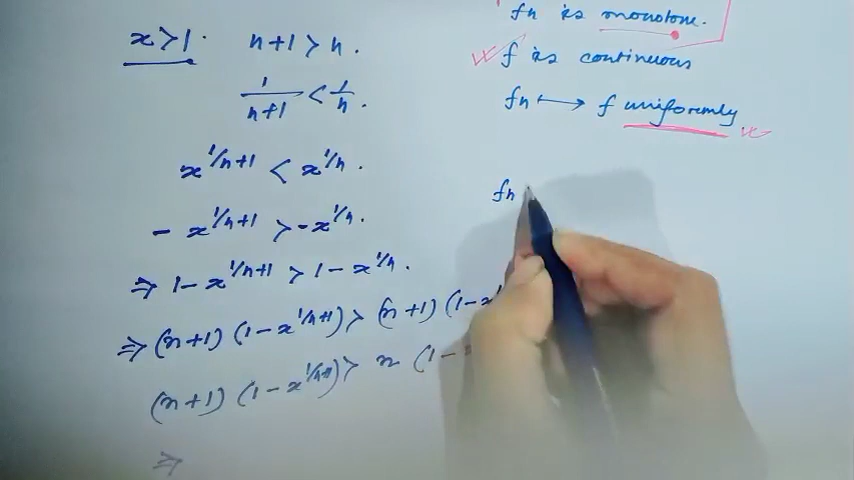 x>1. n+1>n.
1/(n+1) < 1/n.
x^{1/n+1} < x^{1/n}.
- x^{1/n+1} > -x^{1/n}.
⇒ 1-x^{1/n+1} > 1-x^{1/n}.
⇒ (n+1) (1-x^{1/n+1}) > (n+1) (1-x
(n+1) (1-x^{1/n+1}) > n (1-
⇒
fn is monotone.
f is continuous
fn ⟼ f uniformly
fn